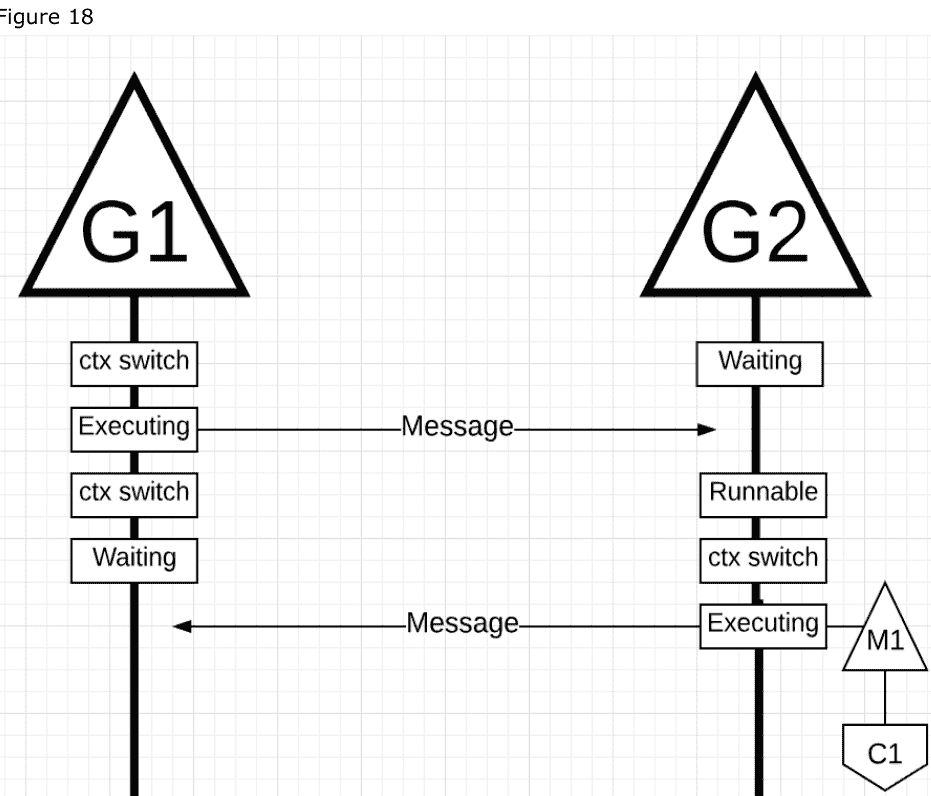 Figure 18
G1
G2
ctx switch
Waiting
Executing
Message
ctx switch
Runnable
Waiting
ctx switch
Message
Executing
M1
C1